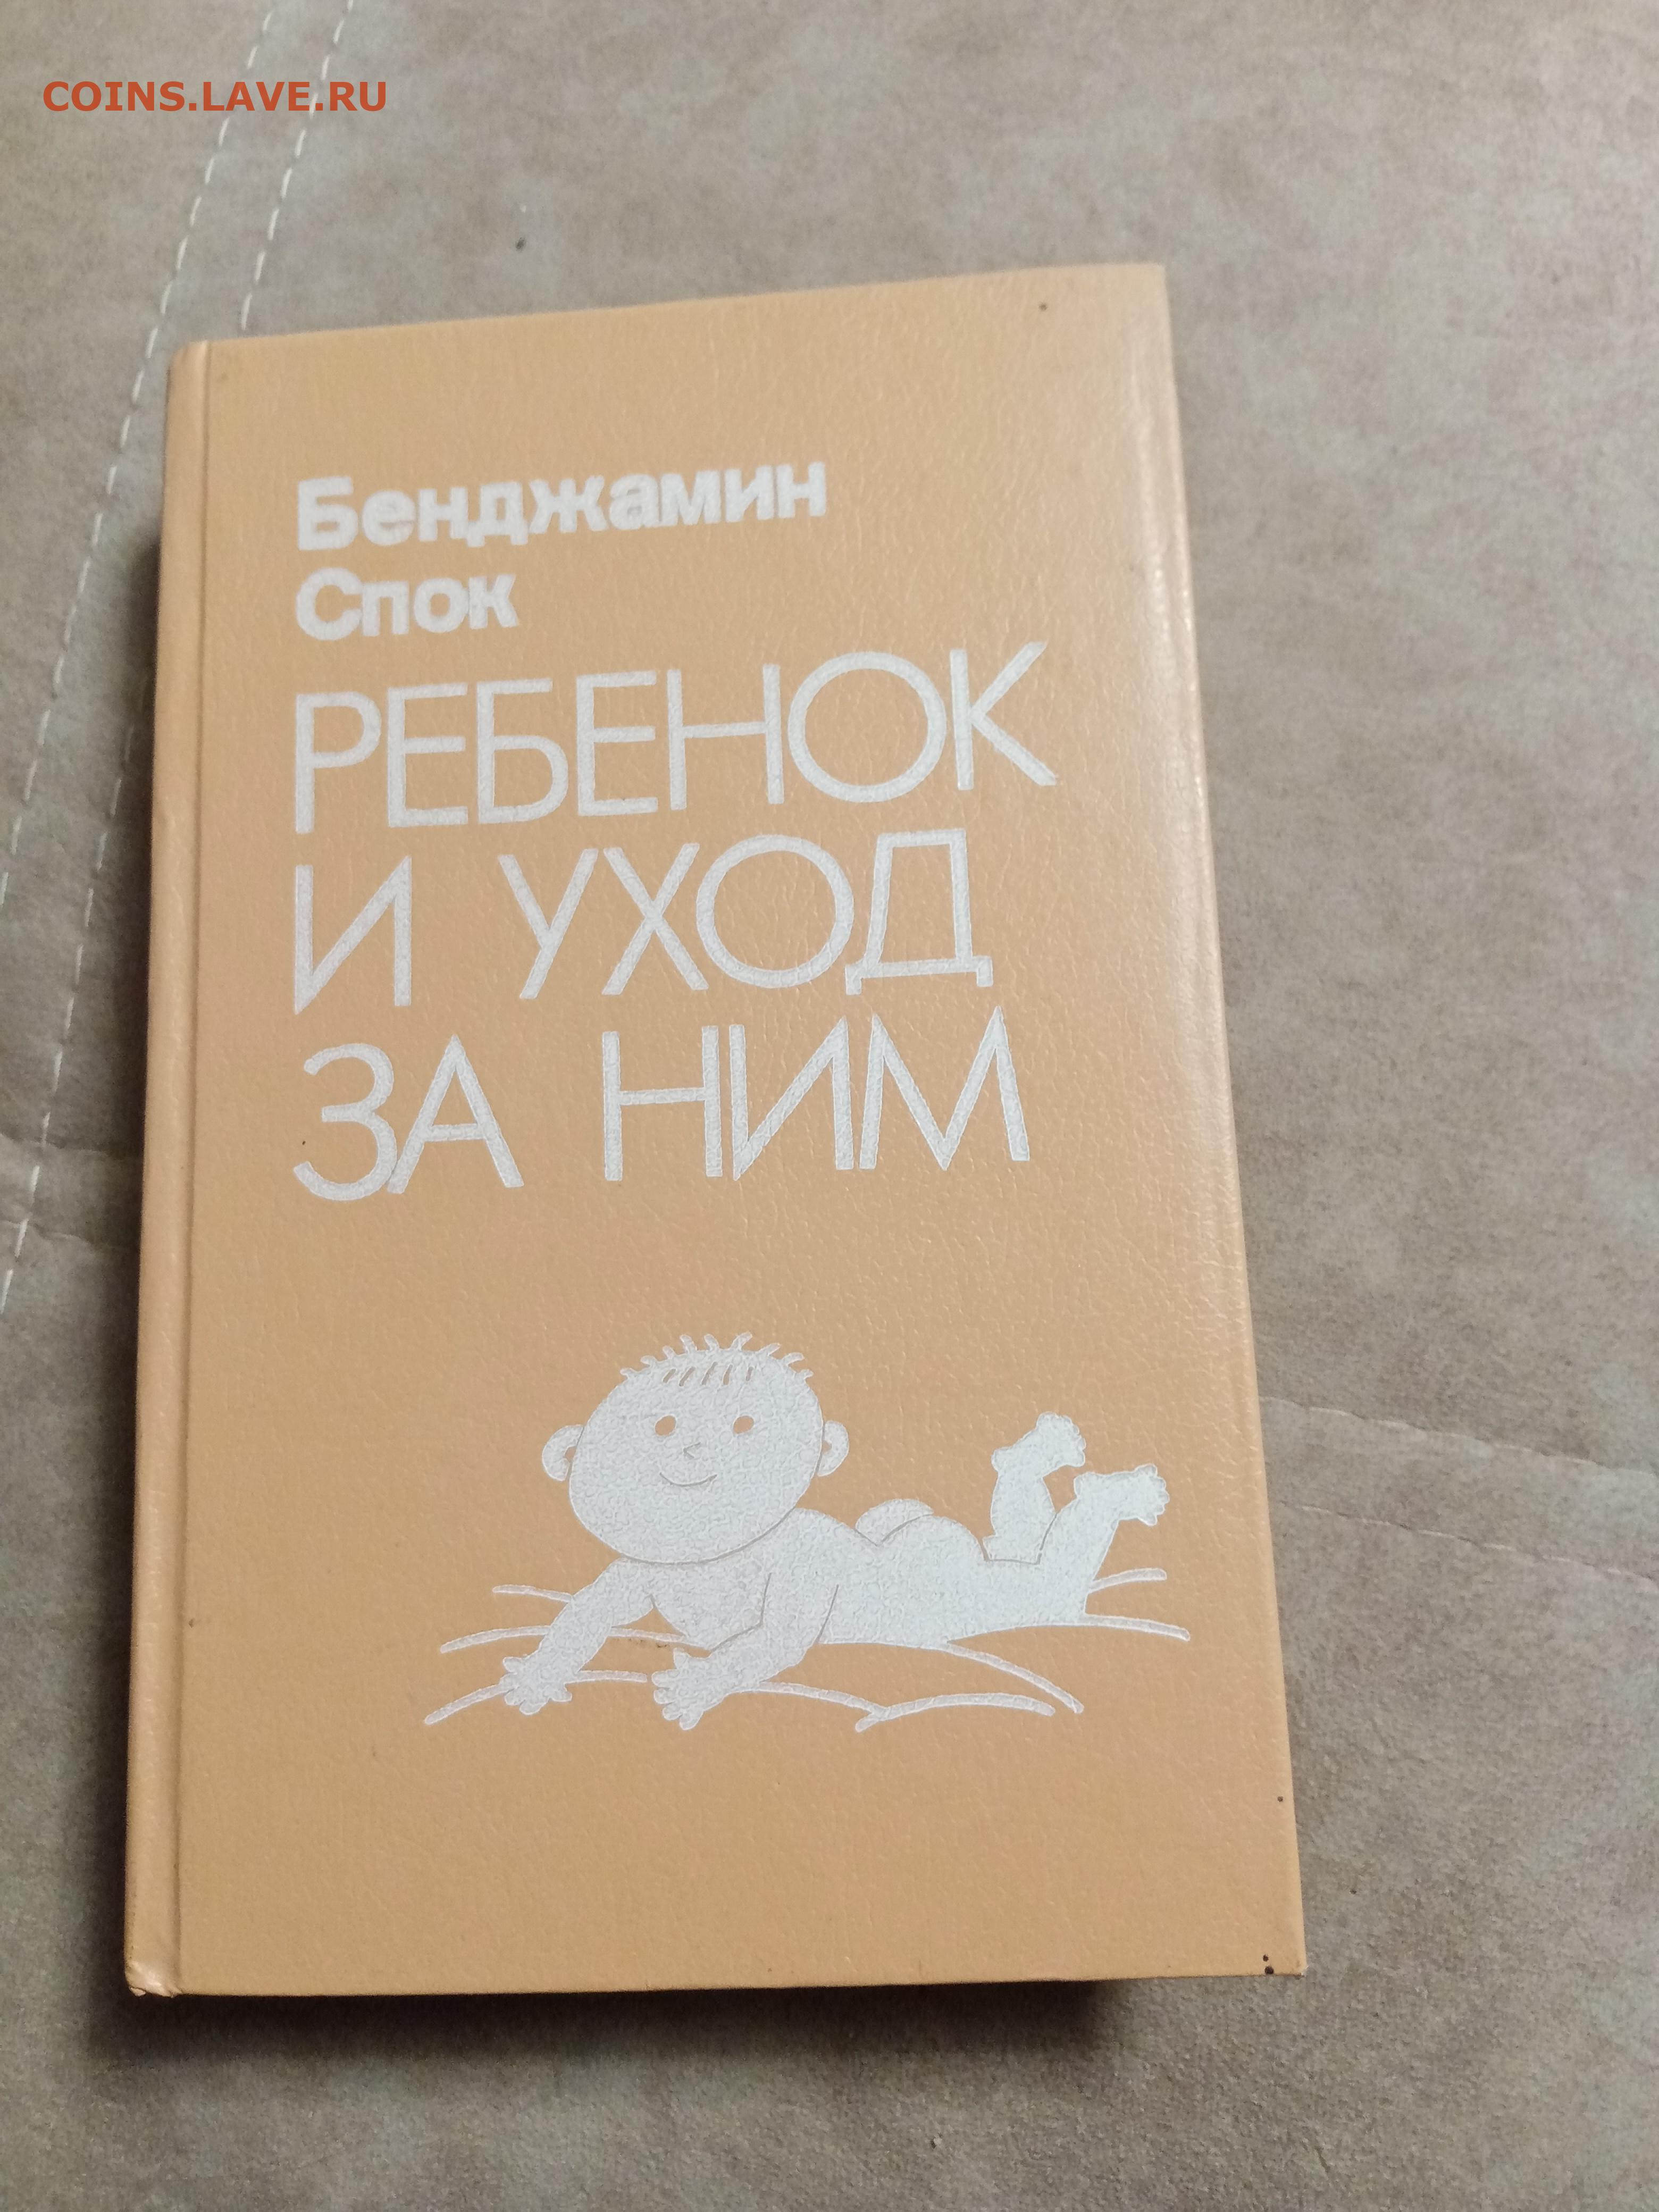 COINS.LAVE.RU
Бенджамин
Спок
РЕБЕНОК
И УХОД
ЗА НИМ